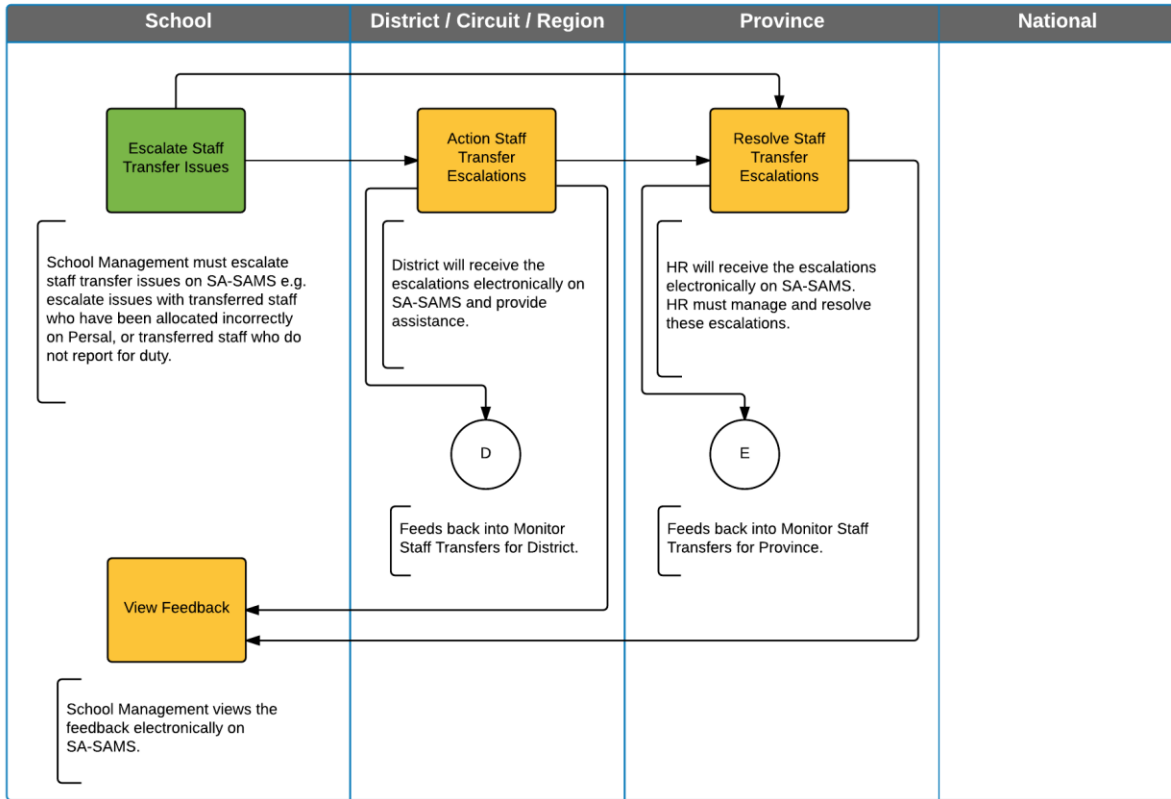 School
District / Circuit / Region
Province
National
Escalate Staff
Transfer Issues
Action Staff
Transfer
Escalations
Resolve Staff
Transfer
Escalations
School Management must escalate
staff transfer issues on SA-SAMS e.g.
escalate issues with transferred staff
who have been allocated incorrectly
on Persal, or transferred staff who do
not report for duty.
District will receive the
escalations electronically on
SA-SAMS and provide
assistance.
HR will receive the escalations
electronically on SA-SAMS.
HR must manage and resolve
these escalations.
D
E
Feeds back into Monitor
Staff Transfers for District.
Feeds back into Monitor Staff
Transfers for Province.
View Feedback
School Management views the
feedback electronically on
SA-SAMS.